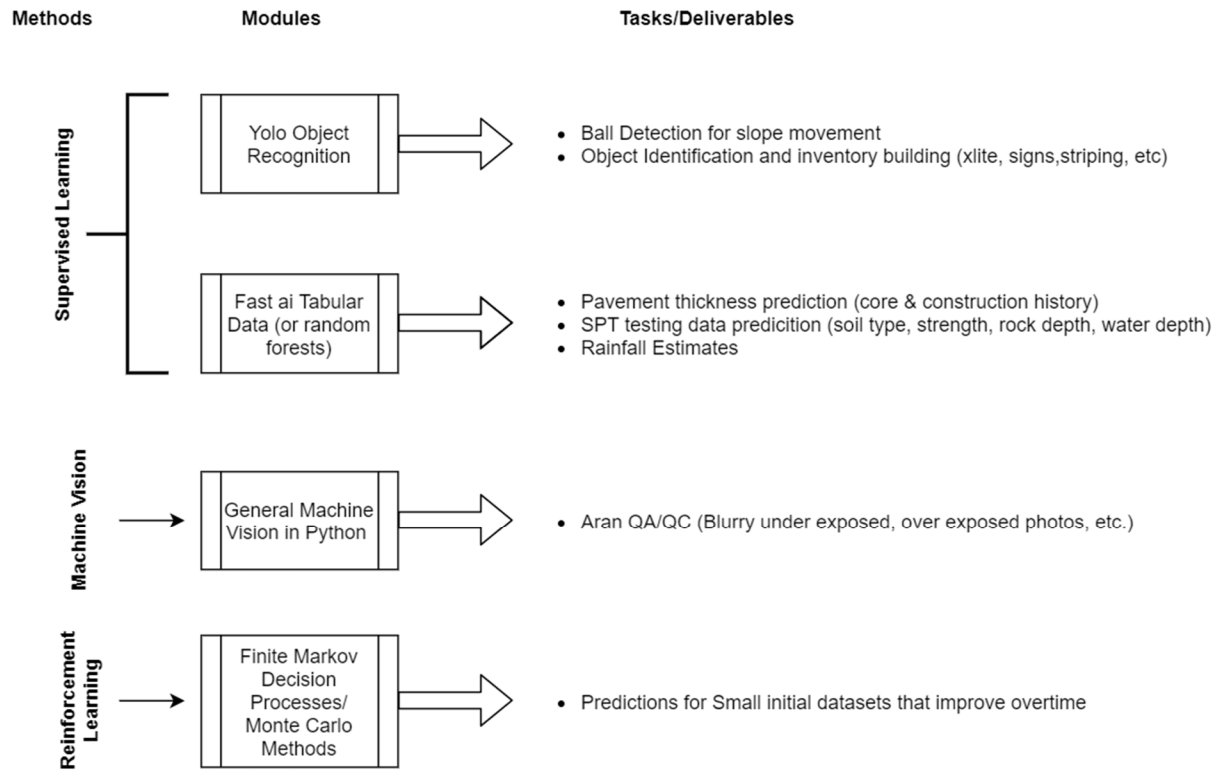 Methods
Modules
Tasks/Deliverables
Supervised Learning
Yolo Object
Recognition
• Ball Detection for slope movement
• Object Identification and inventory building (xlite, signs,striping, etc)
Fast ai Tabular
Data (or random
forests)
• Pavement thickness prediction (core & construction history)
• SPT testing data predicition (soil type, strength, rock depth, water depth)
• Rainfall Estimates
Machine Vision
General Machine
Vision in Python
• Aran QA/QC (Blurry under exposed, over exposed photos, etc.)
Reinforcement
Learning
Finite Markov
Decision
Processes/
Monte Carlo
Methods
• Predictions for Small initial datasets that improve overtime